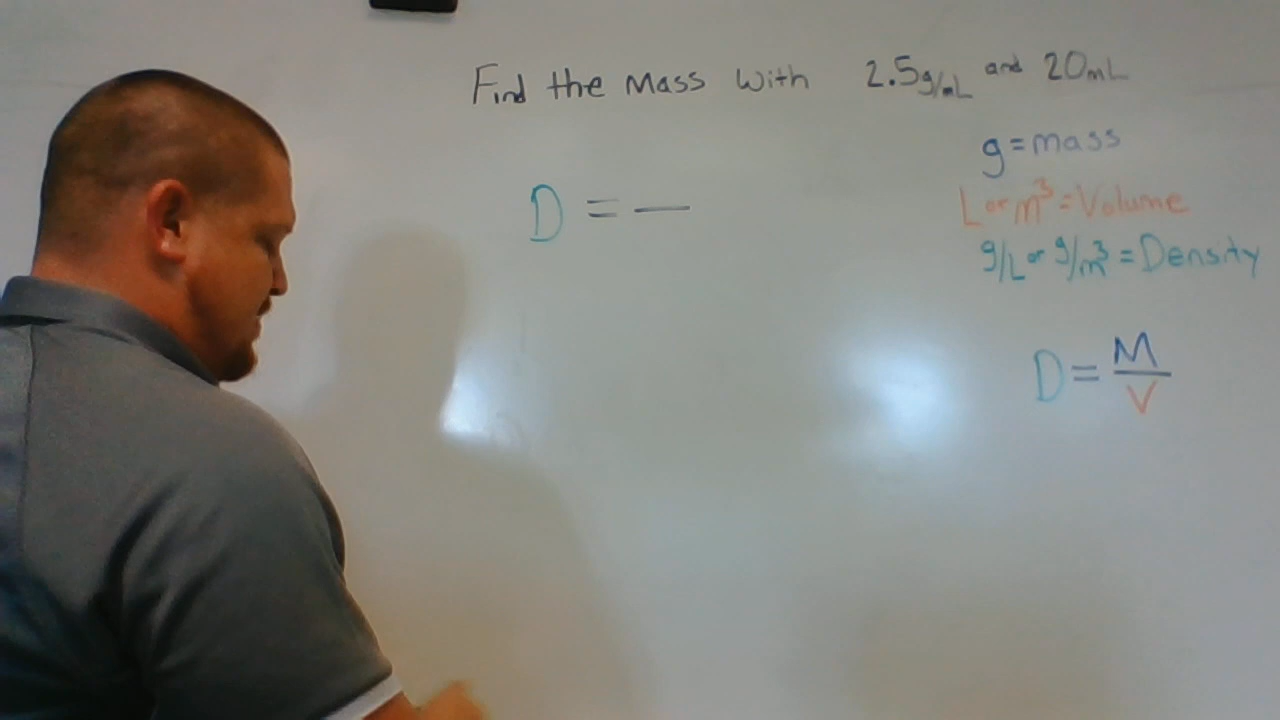 Find the Mass with 2.5g/mL and 20mL
g=mass
L or m³=Volume
D = —
g/L or g/m³ = Density
D = M/V